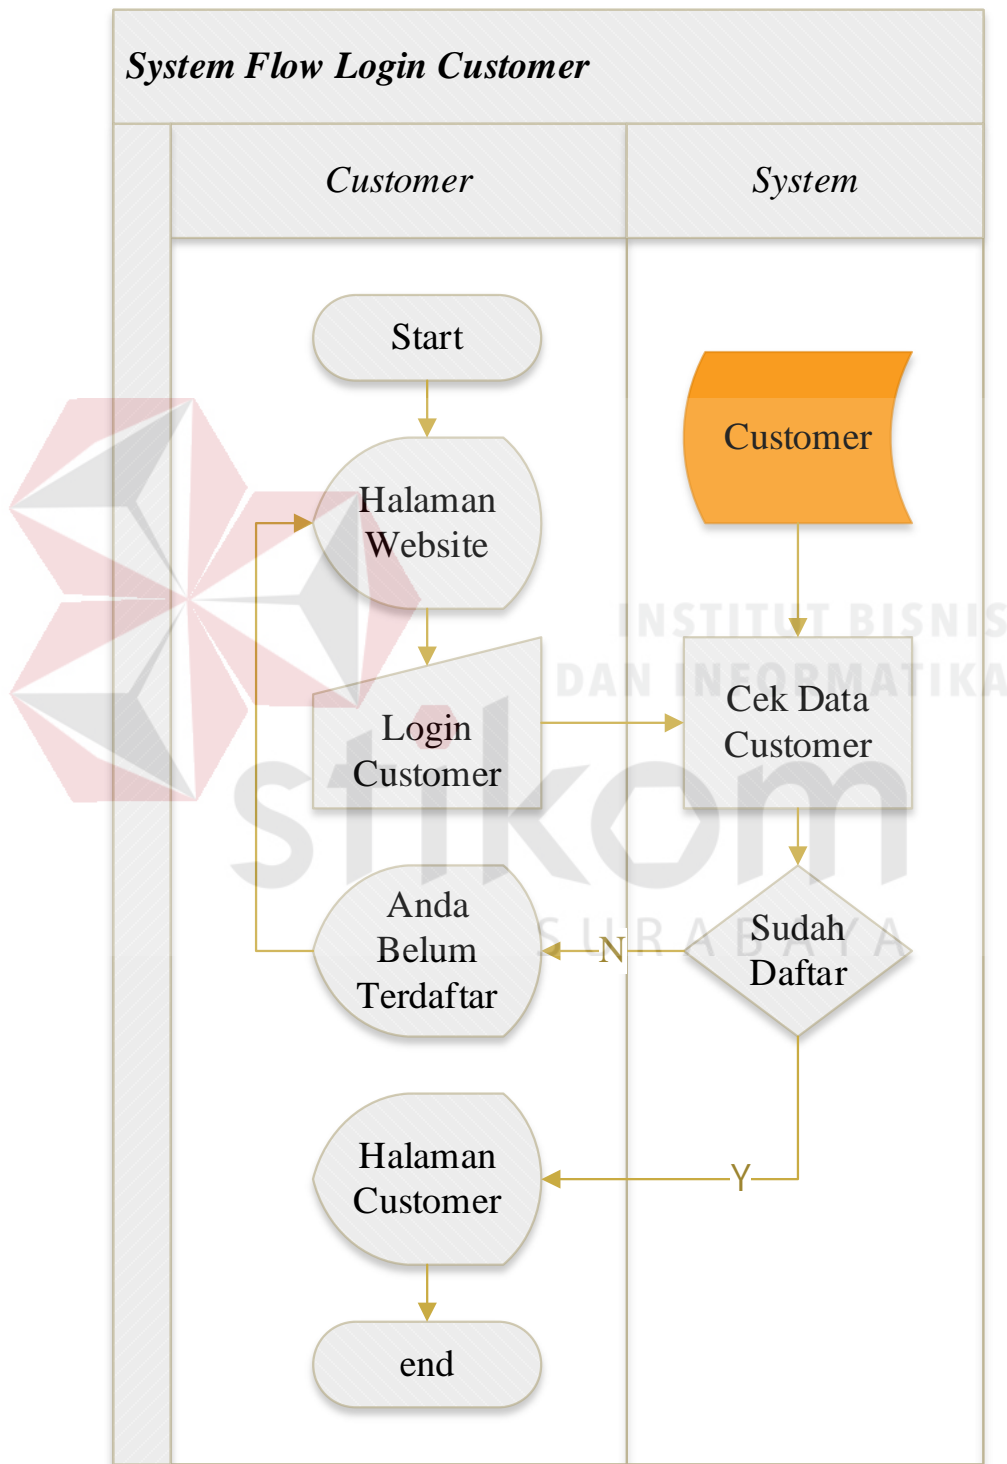 System Flow Login Customer
Customer
System
Start
Customer
Halaman
Website
INSTITUT BISNIS
DAN INFORMATIKA
Login
Customer
Cek Data
Customer
stikom
SURABAYA
Anda
Belum
Terdaftar
N
Sudah
Daftar
Halaman
Customer
Y
end